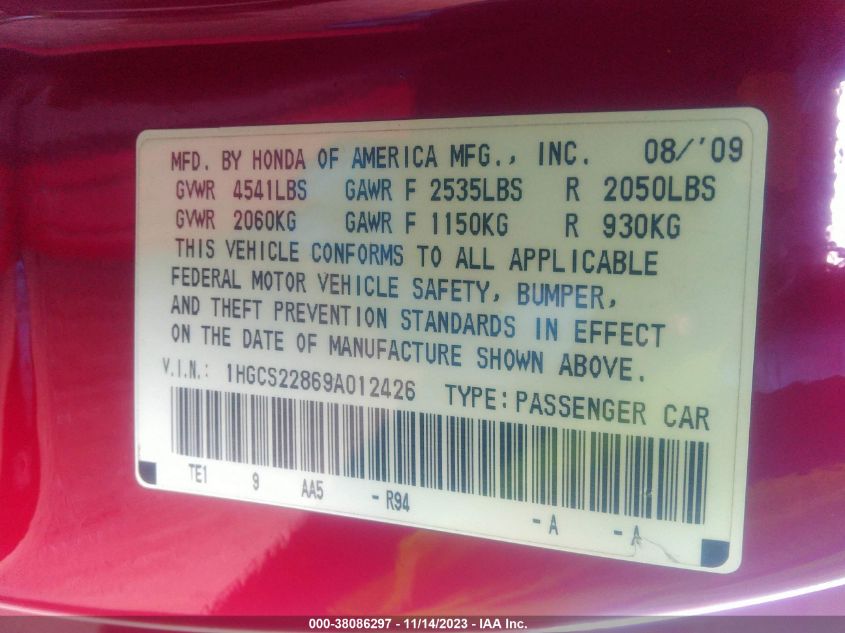 MFD. BY HONDA OF AMERICA MFG., INC. 08/'09
GVWR 4541LBS GAWR F 2535LBS R 2050LBS
GVWR 2060KG GAWR F 1150KG R 930KG
THIS VEHICLE CONFORMS TO ALL APPLICABLE
FEDERAL MOTOR VEHICLE SAFETY, BUMPER,
AND THEFT PREVENTION STANDARDS IN EFFECT
ON THE DATE OF MANUFACTURE SHOWN ABOVE.
V.I.N.: 1HGCS22869A012426 TYPE:PASSENGER CAR
TE1 9 AA5 - R94 - A - A
000-38086297 - 11/14/2023 - IAA Inc.